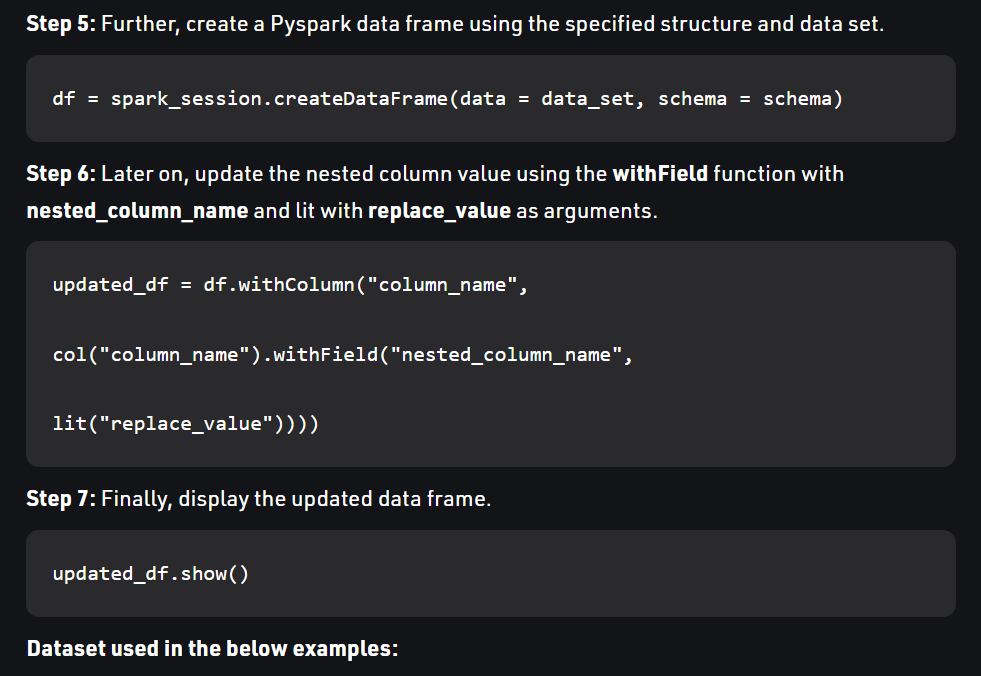 Step 5: Further, create a Pyspark data frame using the specified structure and data set.
df = spark_session.createDataFrame(data = data_set, schema = schema)
Step 6: Later on, update the nested column value using the withField function with
nested_column_name and lit with replace_value as arguments.
updated_df = df.withColumn("column_name",
col("column_name").withField("nested_column_name",
lit("replace_value"))))
Step 7: Finally, display the updated data frame.
updated_df.show()
Dataset used in the below examples: